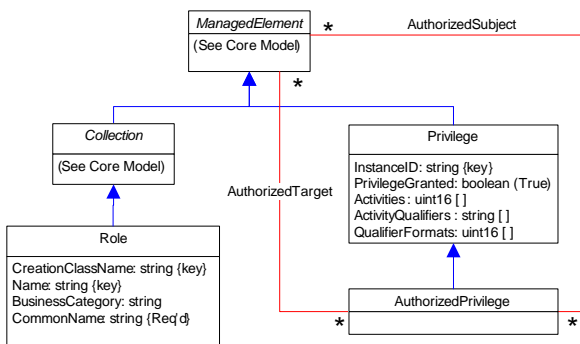 ManagedElement
(See Core Model)
*
AuthorizedSubject
*
Collection
(See Core Model)
Privilege
InstanceID: string {key}
PrivilegeGranted: boolean (True)
Activities : uint16 [ ]
ActivityQualifiers : string [ ]
QualifierFormats: uint16 [ ]
AuthorizedTarget
Role
CreationClassName: string {key}
Name: string {key}
BusinessCategory: string
CommonName: string {Req'd}
AuthorizedPrivilege
*
*